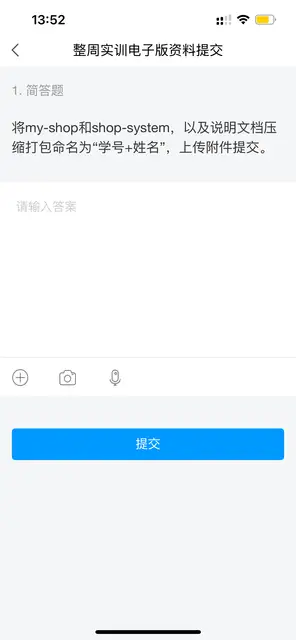 13:52
整周实训电子版资料提交
1. 简答题
将my-shop和shop-system，以及说明文档压
缩打包命名为“学号+姓名”，上传附件提交。
请输入答案
提交